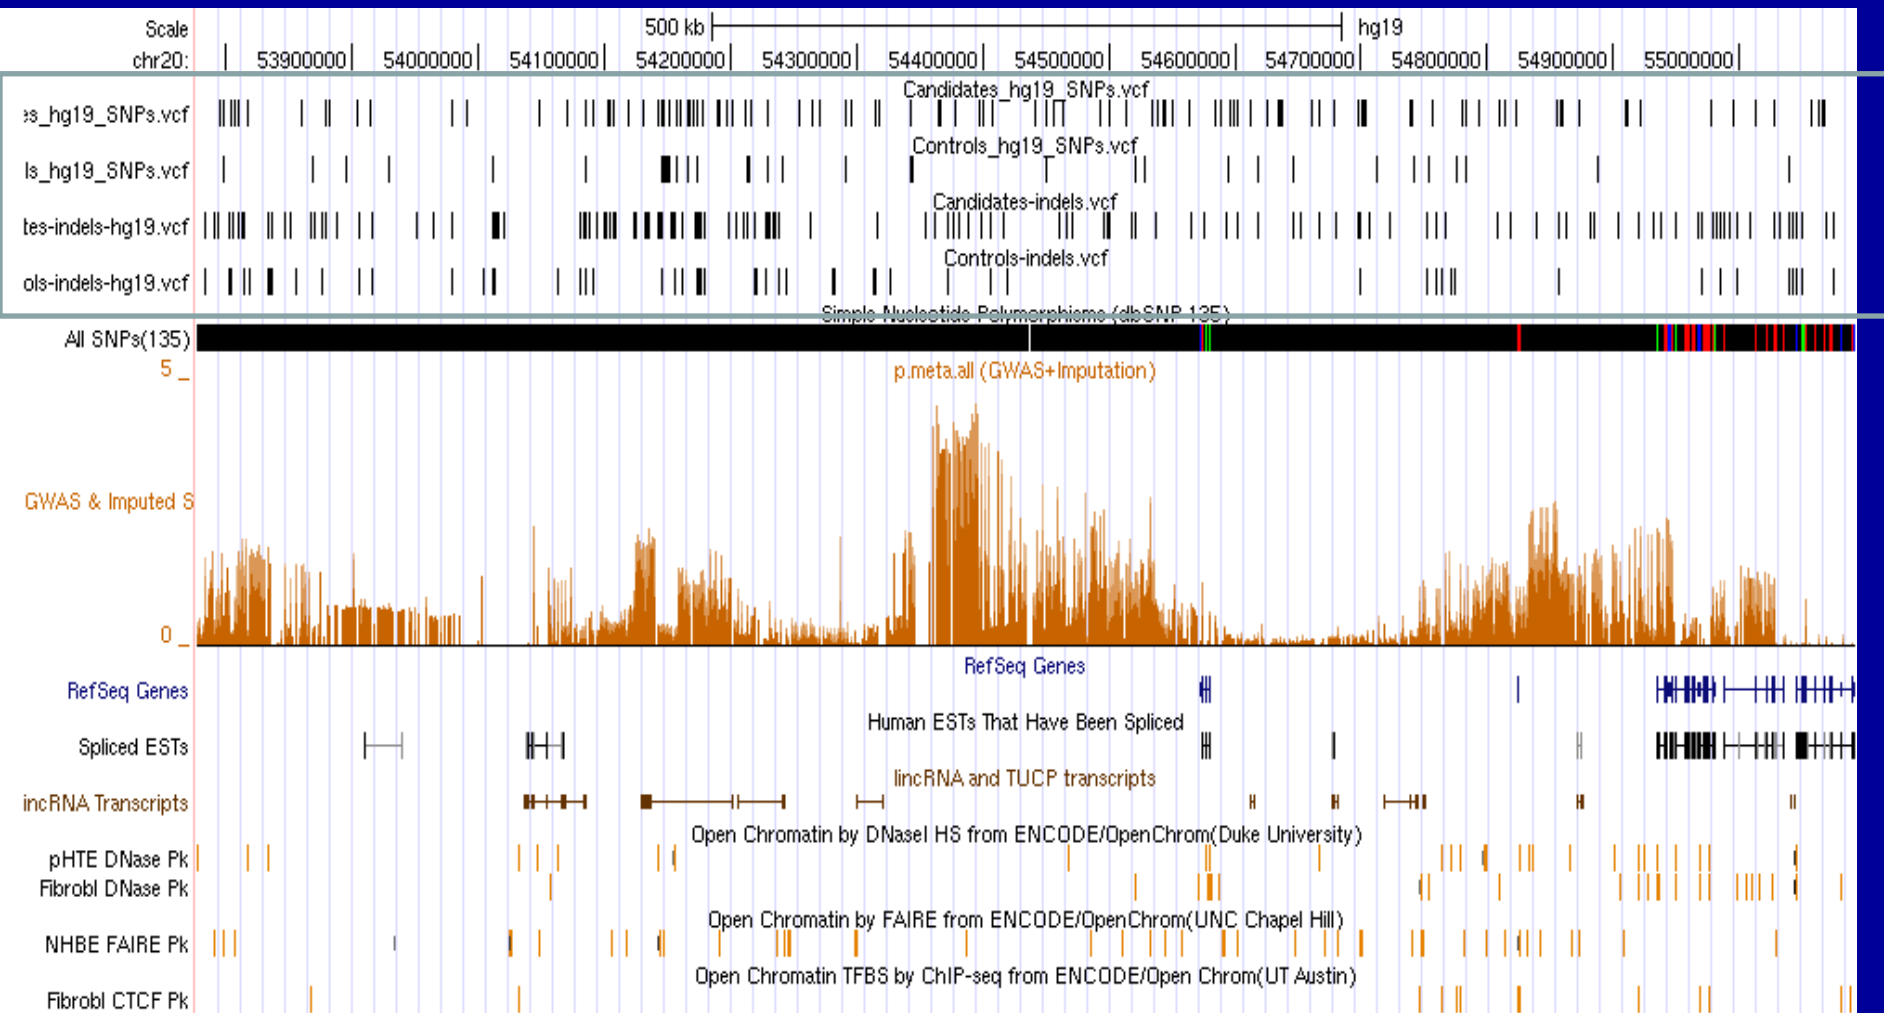 Scale 500 kb hg19
chr20: 53900000 54000000 54100000 54200000 54300000 54400000 54500000 54600000 54700000 54800000 54900000 55000000
Candidates_hg19_SNPs.vcf
es_hg19_SNPs.vcf
Controls_hg19_SNPs.vcf
ls_hg19_SNPs.vcf
Candidates-indels.vcf
tes-indels-hg19.vcf
Controls-indels.vcf
ols-indels-hg19.vcf
Simple Nucleotide Polymorphisms (dbSNP 135)
All SNPs(135)
5 _
p.meta.all (GWAS+Imputation)
GWAS & Imputed S
0 _
RefSeq Genes
RefSeq Genes
Human ESTs That Have Been Spliced
Spliced ESTs
lincRNA and TUCP transcripts
incRNA Transcripts
Open Chromatin by DNaseI HS from ENCODE/OpenChrom(Duke University)
pHTE DNase Pk
Fibrobl DNase Pk
Open Chromatin by FAIRE from ENCODE/OpenChrom(UNC Chapel Hill)
NHBE FAIRE Pk
Open Chromatin TFBS by ChIP-seq from ENCODE/Open Chrom(UT Austin)
Fibrobl CTCF Pk